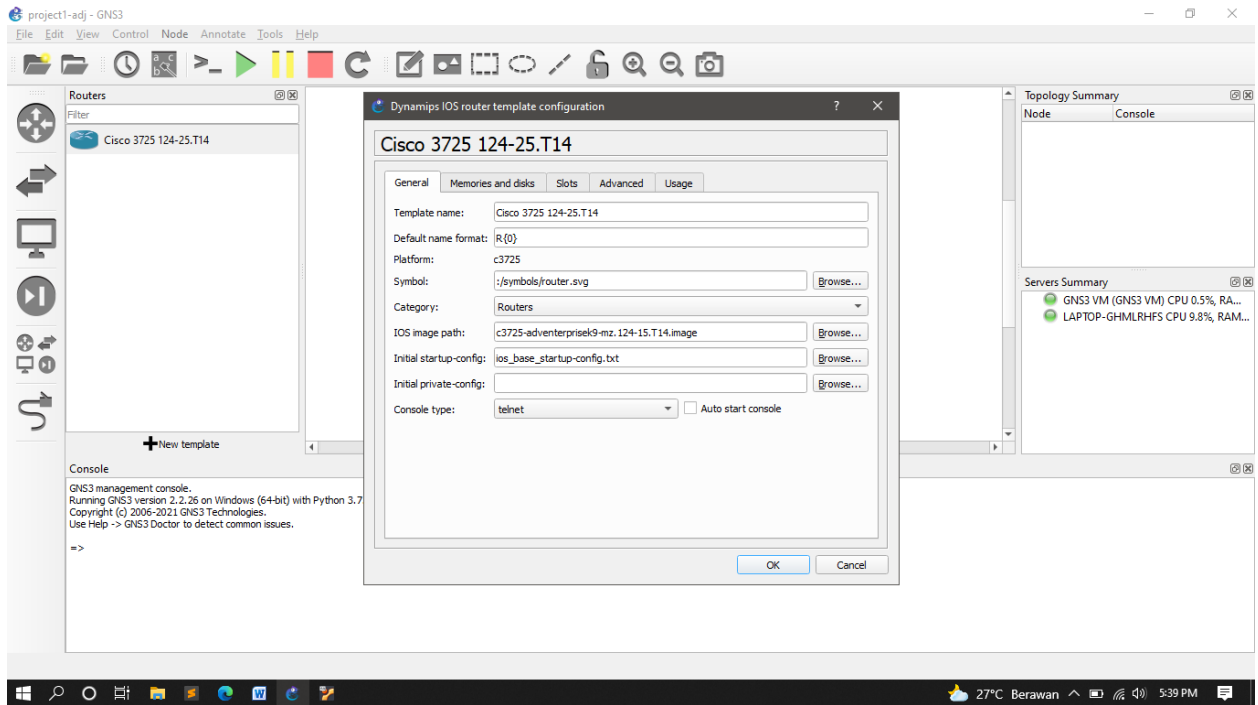 project1-adj - GNS3
File Edit View Control Node Annotate Tools Help
Routers
Filter
Cisco 3725 124-25.T14
New template
Dynamips IOS router template configuration
Cisco 3725 124-25.T14
General Memories and disks Slots Advanced Usage
Template name: Cisco 3725 124-25.T14
Default name format: R{0}
Platform: c3725
Symbol: :/symbols/router.svg Browse...
Category: Routers
IOS image path: c3725-adventerprisek9-mz.124-15.T14.image Browse...
Initial startup-config: ios_base_startup-config.txt Browse...
Initial private-config: Browse...
Console type: telnet Auto start console
OK Cancel
Topology Summary
Node Console
Servers Summary
GNS3 VM (GNS3 VM) CPU 0.5%, RA...
LAPTOP-GHMLRHFS CPU 9.8%, RAM...
Console
GNS3 management console.
Running GNS3 version 2.2.26 on Windows (64-bit) with Python 3.7
Copyright (c) 2006-2021 GNS3 Technologies.
Use Help -> GNS3 Doctor to detect common issues.
=>
27°C Berawan 5:39 PM